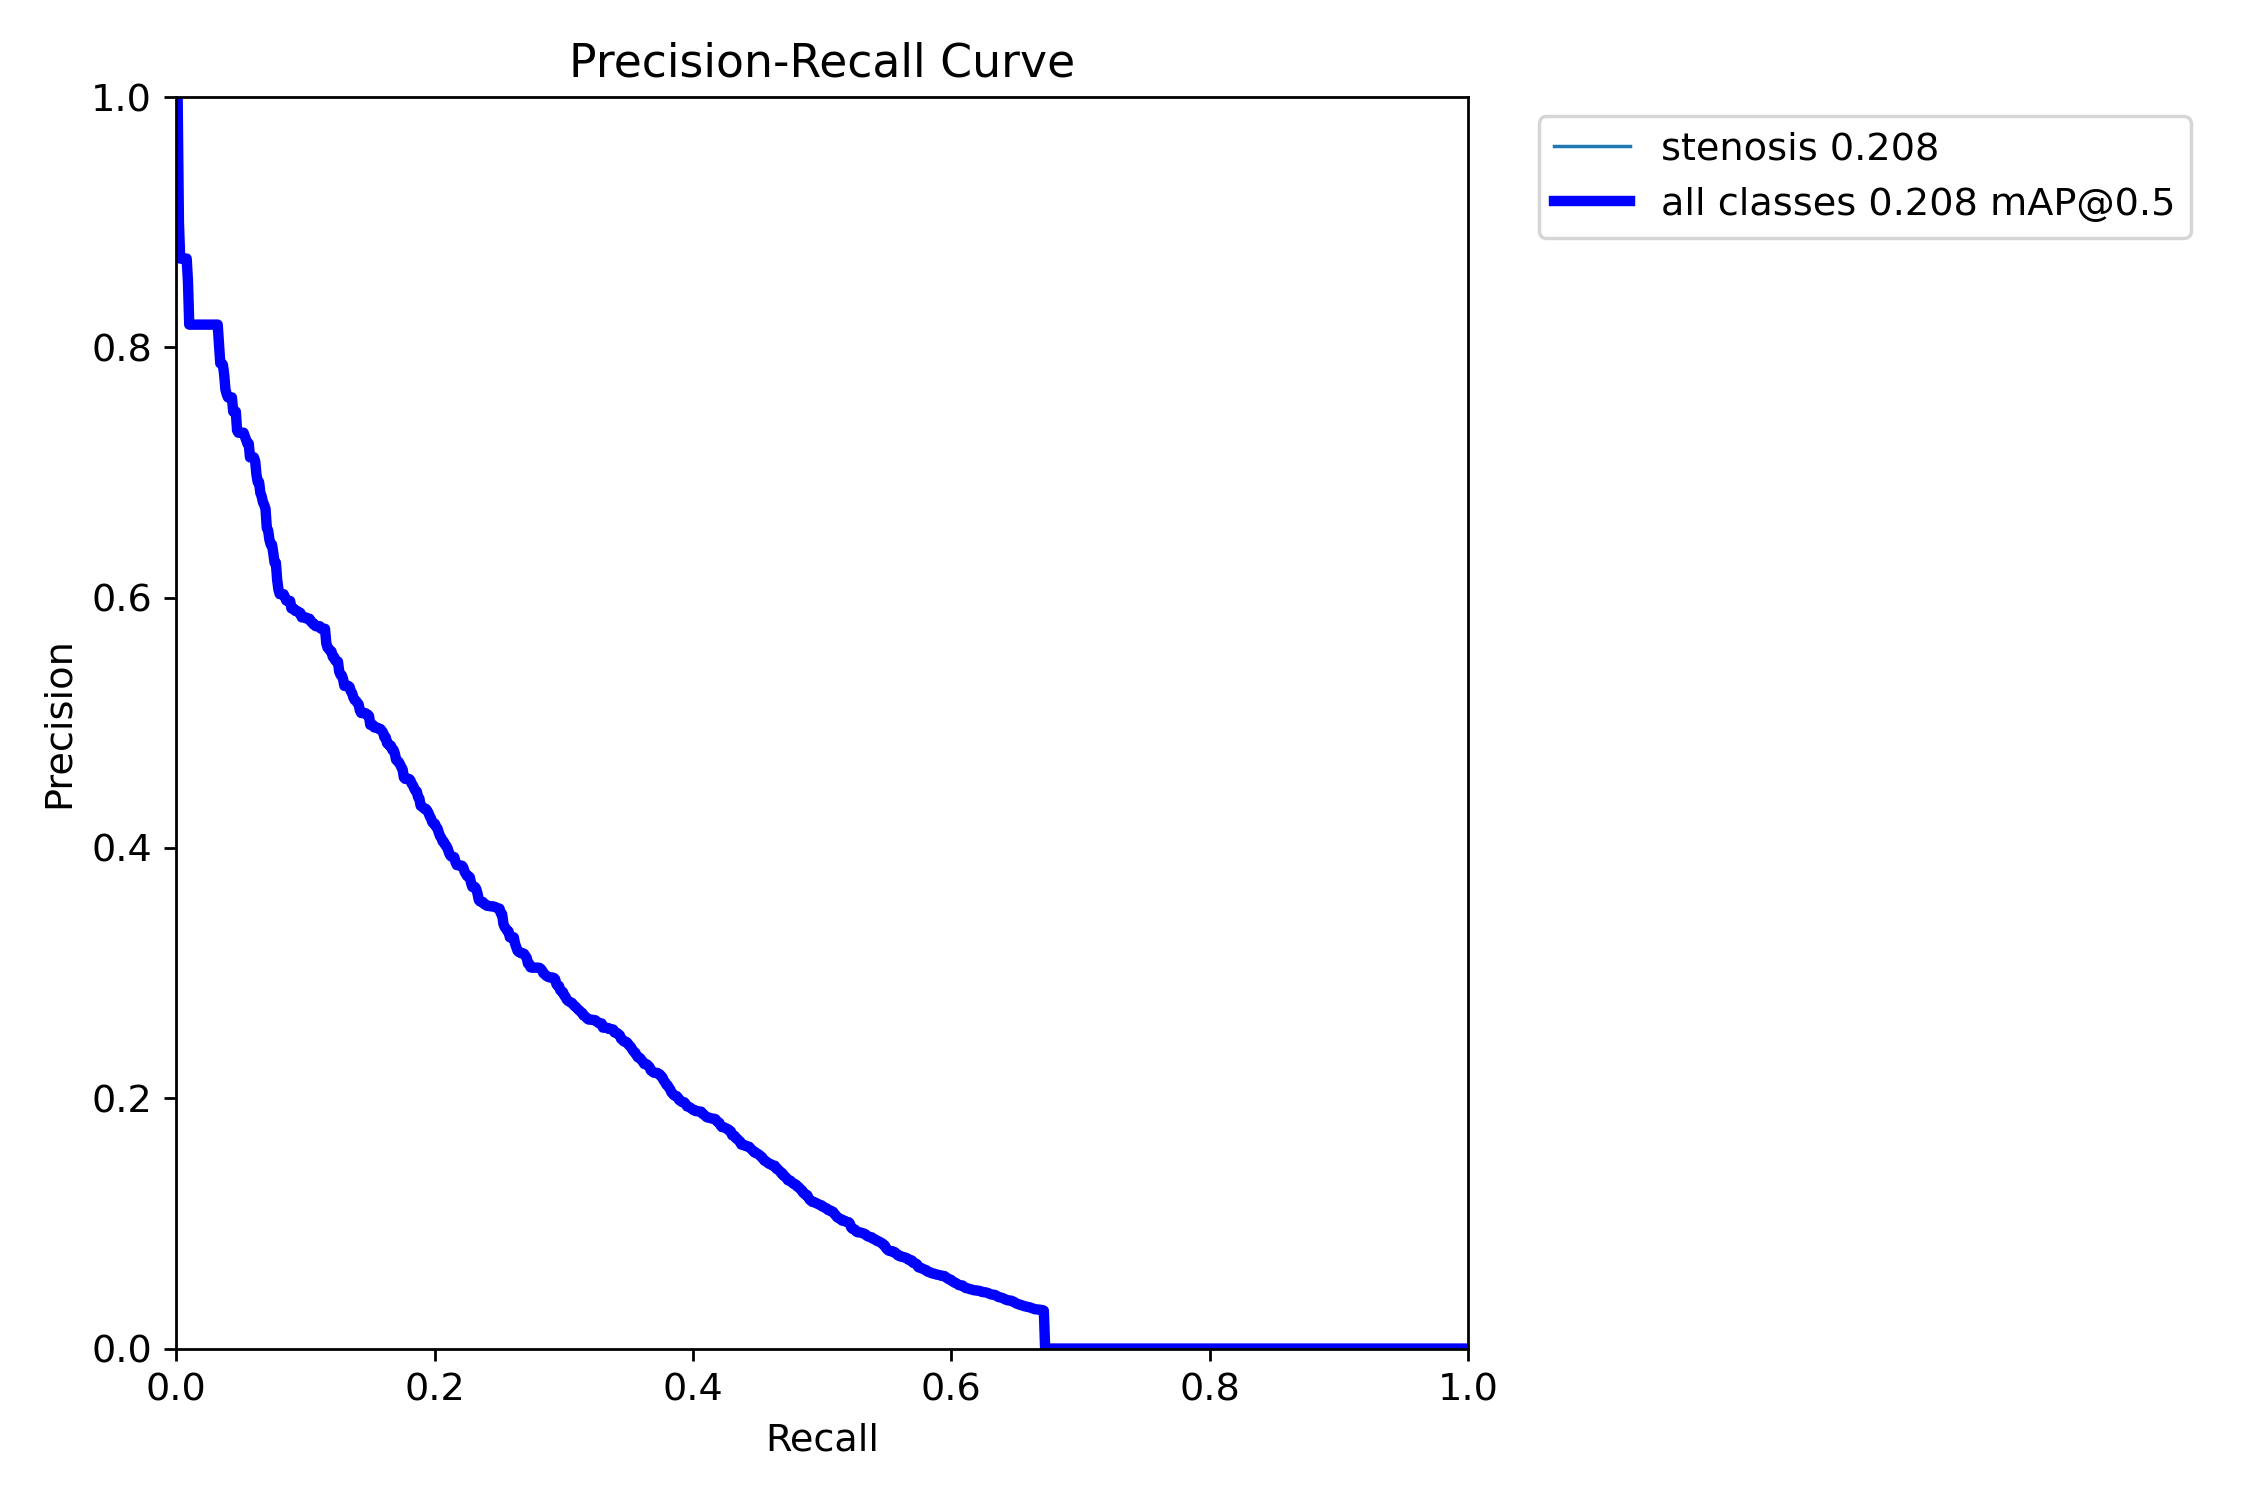 Precision-Recall Curve
stenosis 0.208
all classes 0.208 mAP@0.5
1.0
0.8
0.6
0.4
0.2
0.0
Precision
0.0 0.2 0.4 0.6 0.8 1.0
Recall